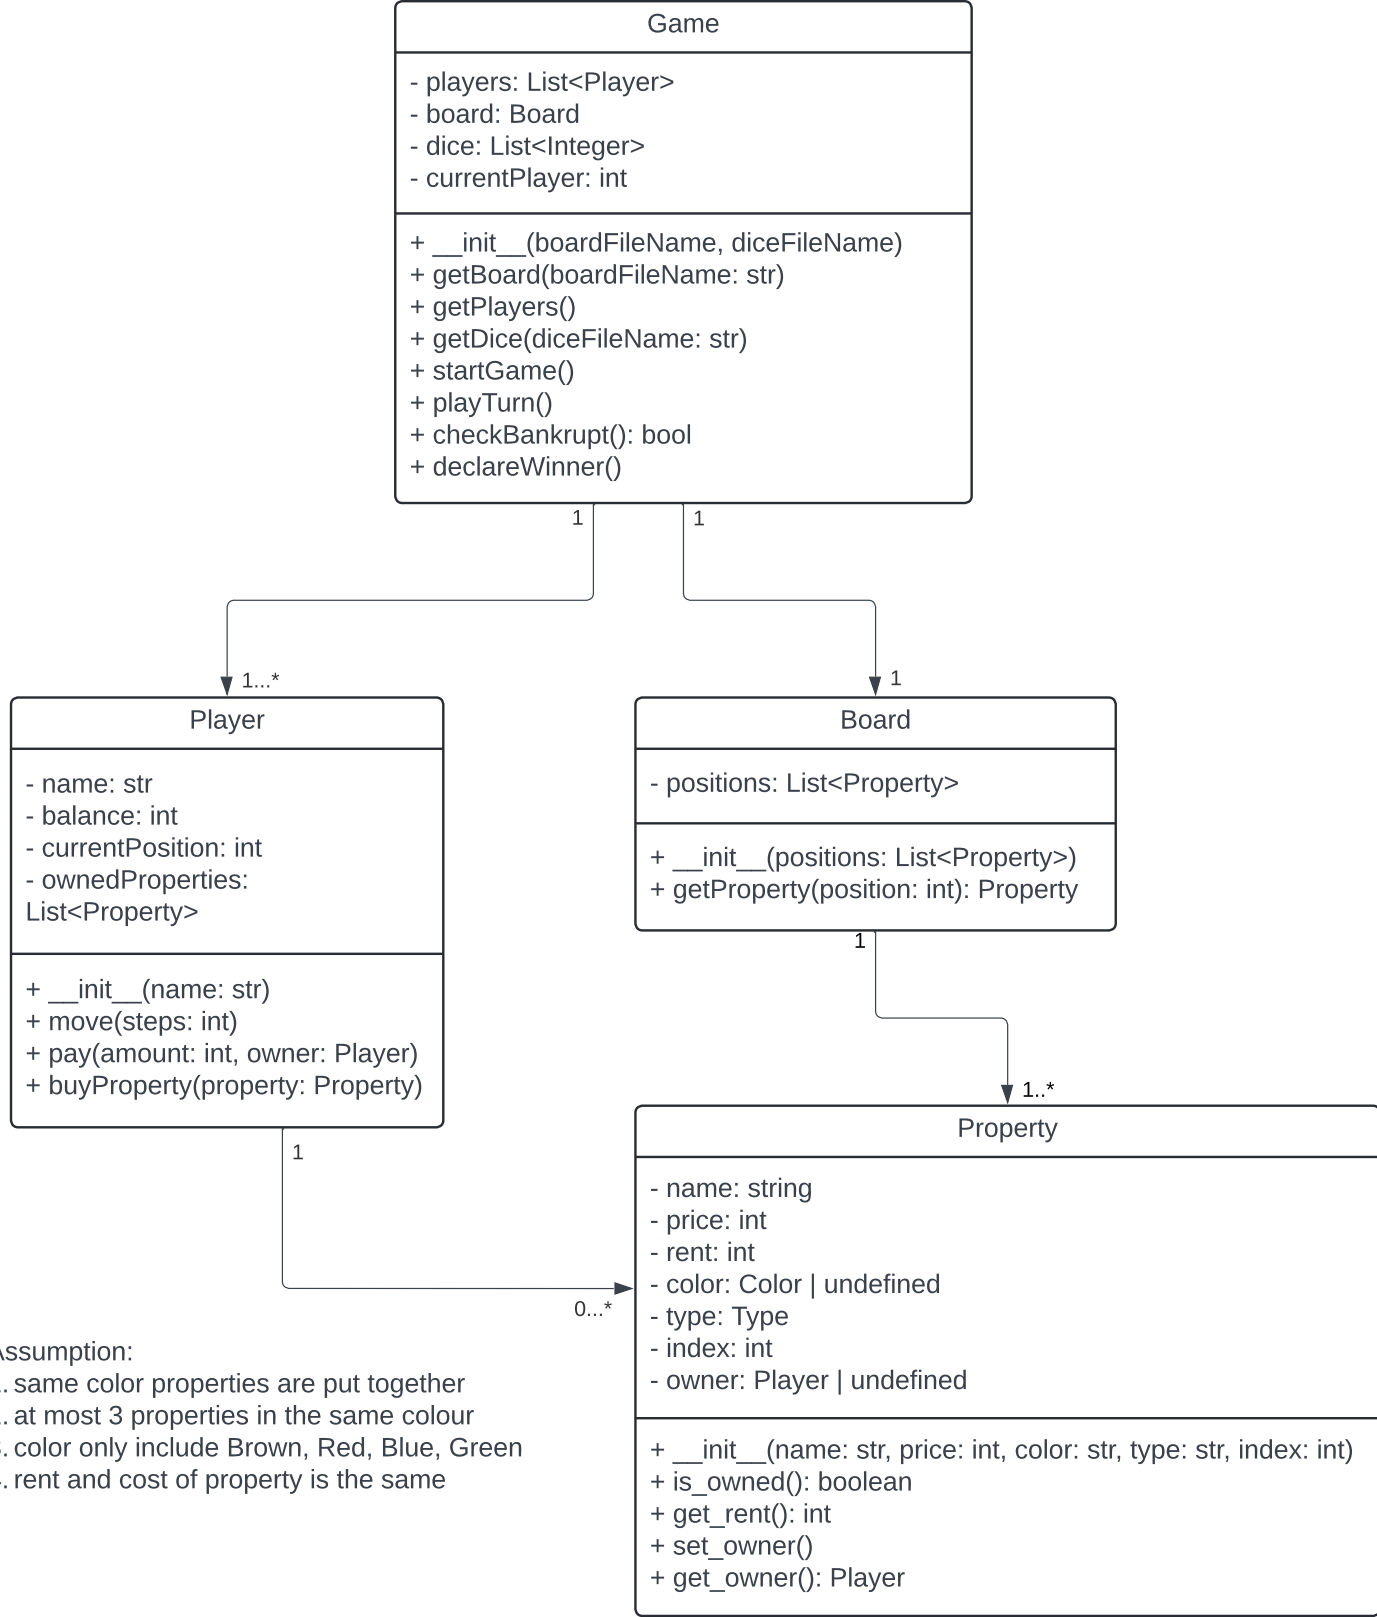 Game
- players: List<Player>
- board: Board
- dice: List<Integer>
- currentPlayer: int
+ __init__(boardFileName, diceFileName)
+ getBoard(boardFileName: str)
+ getPlayers()
+ getDice(diceFileName: str)
+ startGame()
+ playTurn()
+ checkBankrupt(): bool
+ declareWinner()
1
1
1...*
1
Player
- name: str
- balance: int
- currentPosition: int
- ownedProperties:
List<Property>
+ __init__(name: str)
+ move(steps: int)
+ pay(amount: int, owner: Player)
+ buyProperty(property: Property)
Board
- positions: List<Property>
+ __init__(positions: List<Property>)
+ getProperty(position: int): Property
1
1..*
1
0...*
Property
- name: string
- price: int
- rent: int
- color: Color | undefined
- type: Type
- index: int
- owner: Player | undefined
+ __init__(name: str, price: int, color: str, type: str, index: int)
+ is_owned(): boolean
+ get_rent(): int
+ set_owner()
+ get_owner(): Player
Assumption:
. same color properties are put together
. at most 3 properties in the same colour
3. color only include Brown, Red, Blue, Green
. rent and cost of property is the same